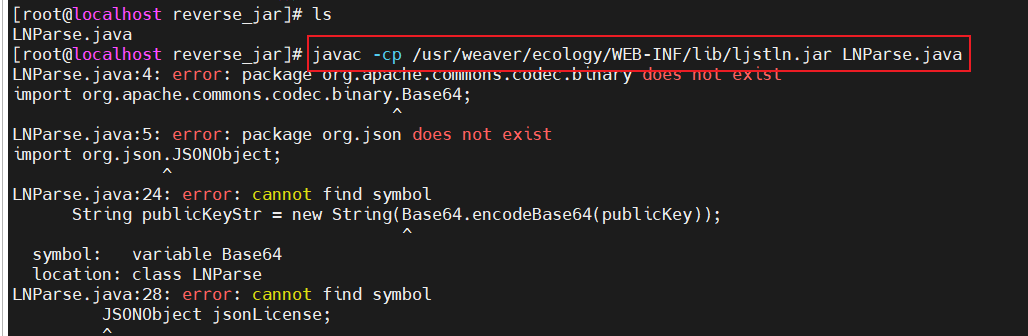 [root@localhost reverse_jar]# ls
LNParse.java
[root@localhost reverse_jar]# javac -cp /usr/weaver/ecology/WEB-INF/lib/ljstln.jar LNParse.java
LNParse.java:4: error: package org.apache.commons.codec.binary does not exist
import org.apache.commons.codec.binary.Base64;
^
LNParse.java:5: error: package org.json does not exist
import org.json.JSONObject;
^
LNParse.java:24: error: cannot find symbol
String publicKeyStr = new String(Base64.encodeBase64(publicKey));
^
symbol: variable Base64
location: class LNParse
LNParse.java:28: error: cannot find symbol
JSONObject jsonLicense;
^